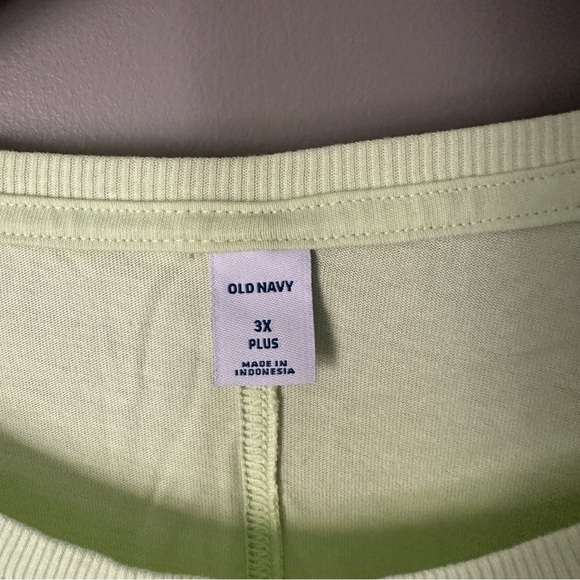 OLD NAVY
3X
PLUS
MADE IN
INDONESIA